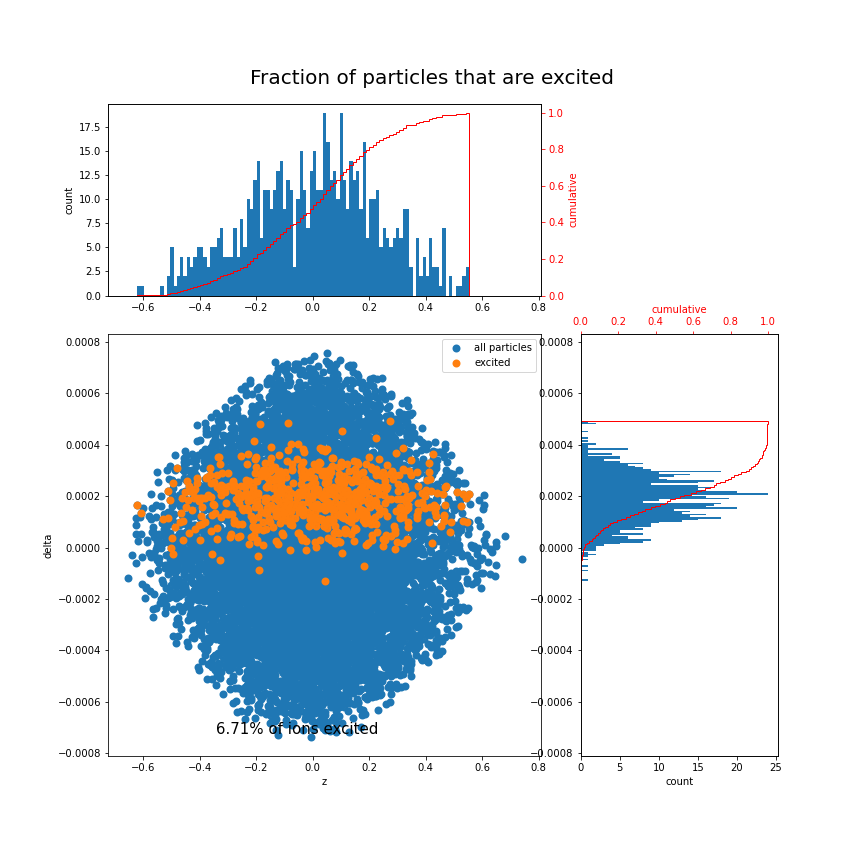 Fraction of particles that are excited
17.5
15.0
12.5
10.0
7.5
5.0
2.5
0.0
count
1.0
0.8
0.6
0.4
0.2
0.0
cumulative
−0.6 −0.4 −0.2 0.0 0.2 0.4 0.6 0.8
all particles
excited
0.0008
0.0006
0.0004
0.0002
0.0000
−0.0002
−0.0004
−0.0006
−0.0008
delta
6.71% of ions excited
−0.6 −0.4 −0.2 0.0 0.2 0.4 0.6 0.8
z
cumulative
0.0 0.2 0.4 0.6 0.8 1.0
0.0008
0.0006
0.0004
0.0002
0.0000
−0.0002
−0.0004
−0.0006
−0.0008
0 5 10 15 20 25
count